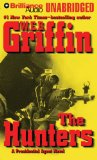 BRILLIANCE AUDIO UNABRIDGED
#1 New York Times bestselling author
W.E.B.
Griffin
The
Hunters
A Presidential Agent Novel